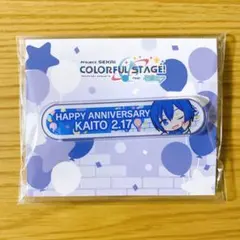 PROJECT SEKAI
COLORFUL STAGE!
HAPPY ANNIVERSARY
KAITO 2.17